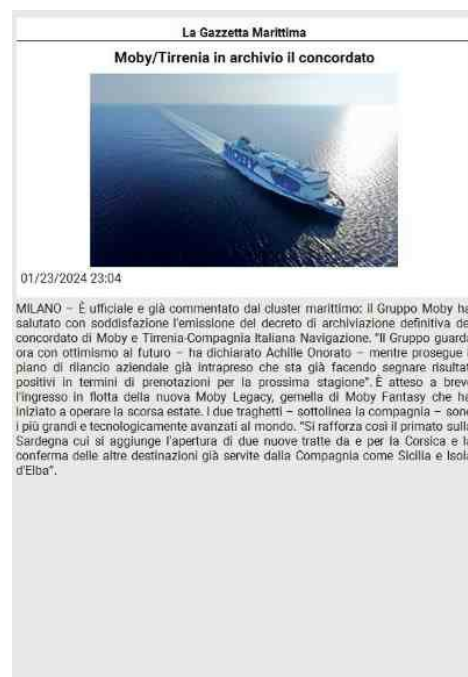 La Gazzetta Marittima
Moby/Tirrenia in archivio il concordato
MOBY
01/23/2024 23:04
MILANO – È ufficiale e già commentato dal cluster marittimo: il Gruppo Moby ha
salutato con soddisfazione l'emissione del decreto di archiviazione definitiva de
concordato di Moby e Tirrenia-Compagnia Italiana Navigazione. "Il Gruppo guarda
ora con ottimismo al futuro – ha dichiarato Achille Onorato – mentre prosegue i
piano di rilancio aziendale già intrapreso che sta già facendo segnare risultat
positivi in termini di prenotazioni per la prossima stagione". È atteso a breve
l'ingresso in flotta della nuova Moby Legacy, gemella di Moby Fantasy che ha
iniziato a operare la scorsa estate. I due traghetti – sottolinea la compagnia – sono
i più grandi e tecnologicamente avanzati al mondo. "Si rafforza così il primato sulla
Sardegna cui si aggiunge l'apertura di due nuove tratte da e per la Corsica e la
conferma delle altre destinazioni già servite dalla Compagnia come Sicilia e Isola
d'Elba".